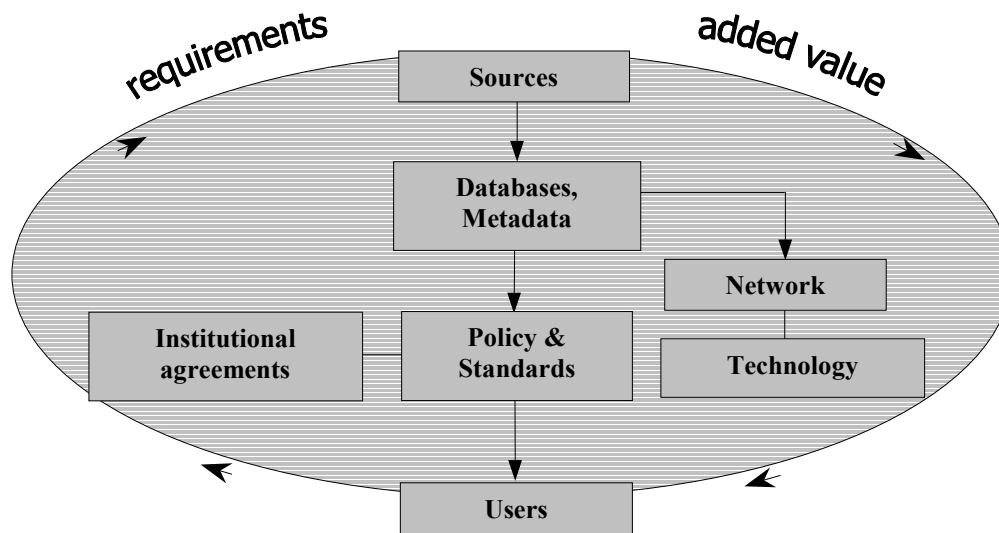 requirements
added value
Sources
Databases,
Metadata
Network
Institutional
agreements
Policy &
Standards
Technology
Users